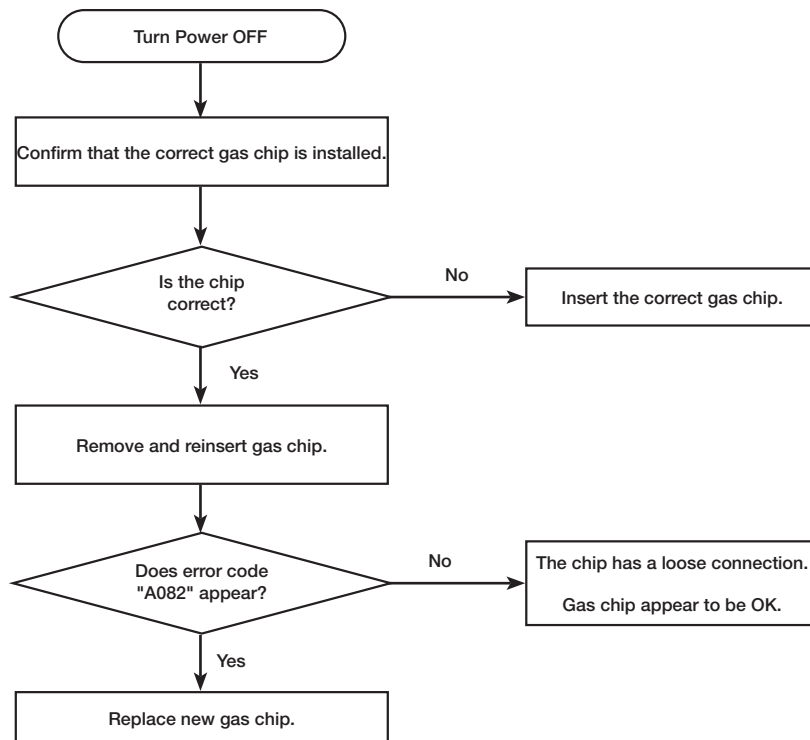 Turn Power OFF
Confirm that the correct gas chip is installed.
Is the chip
correct?
No
Insert the correct gas chip.
Yes
Remove and reinsert gas chip.
Does error code
"A082" appear?
No
The chip has a loose connection.
Gas chip appear to be OK.
Yes
Replace new gas chip.